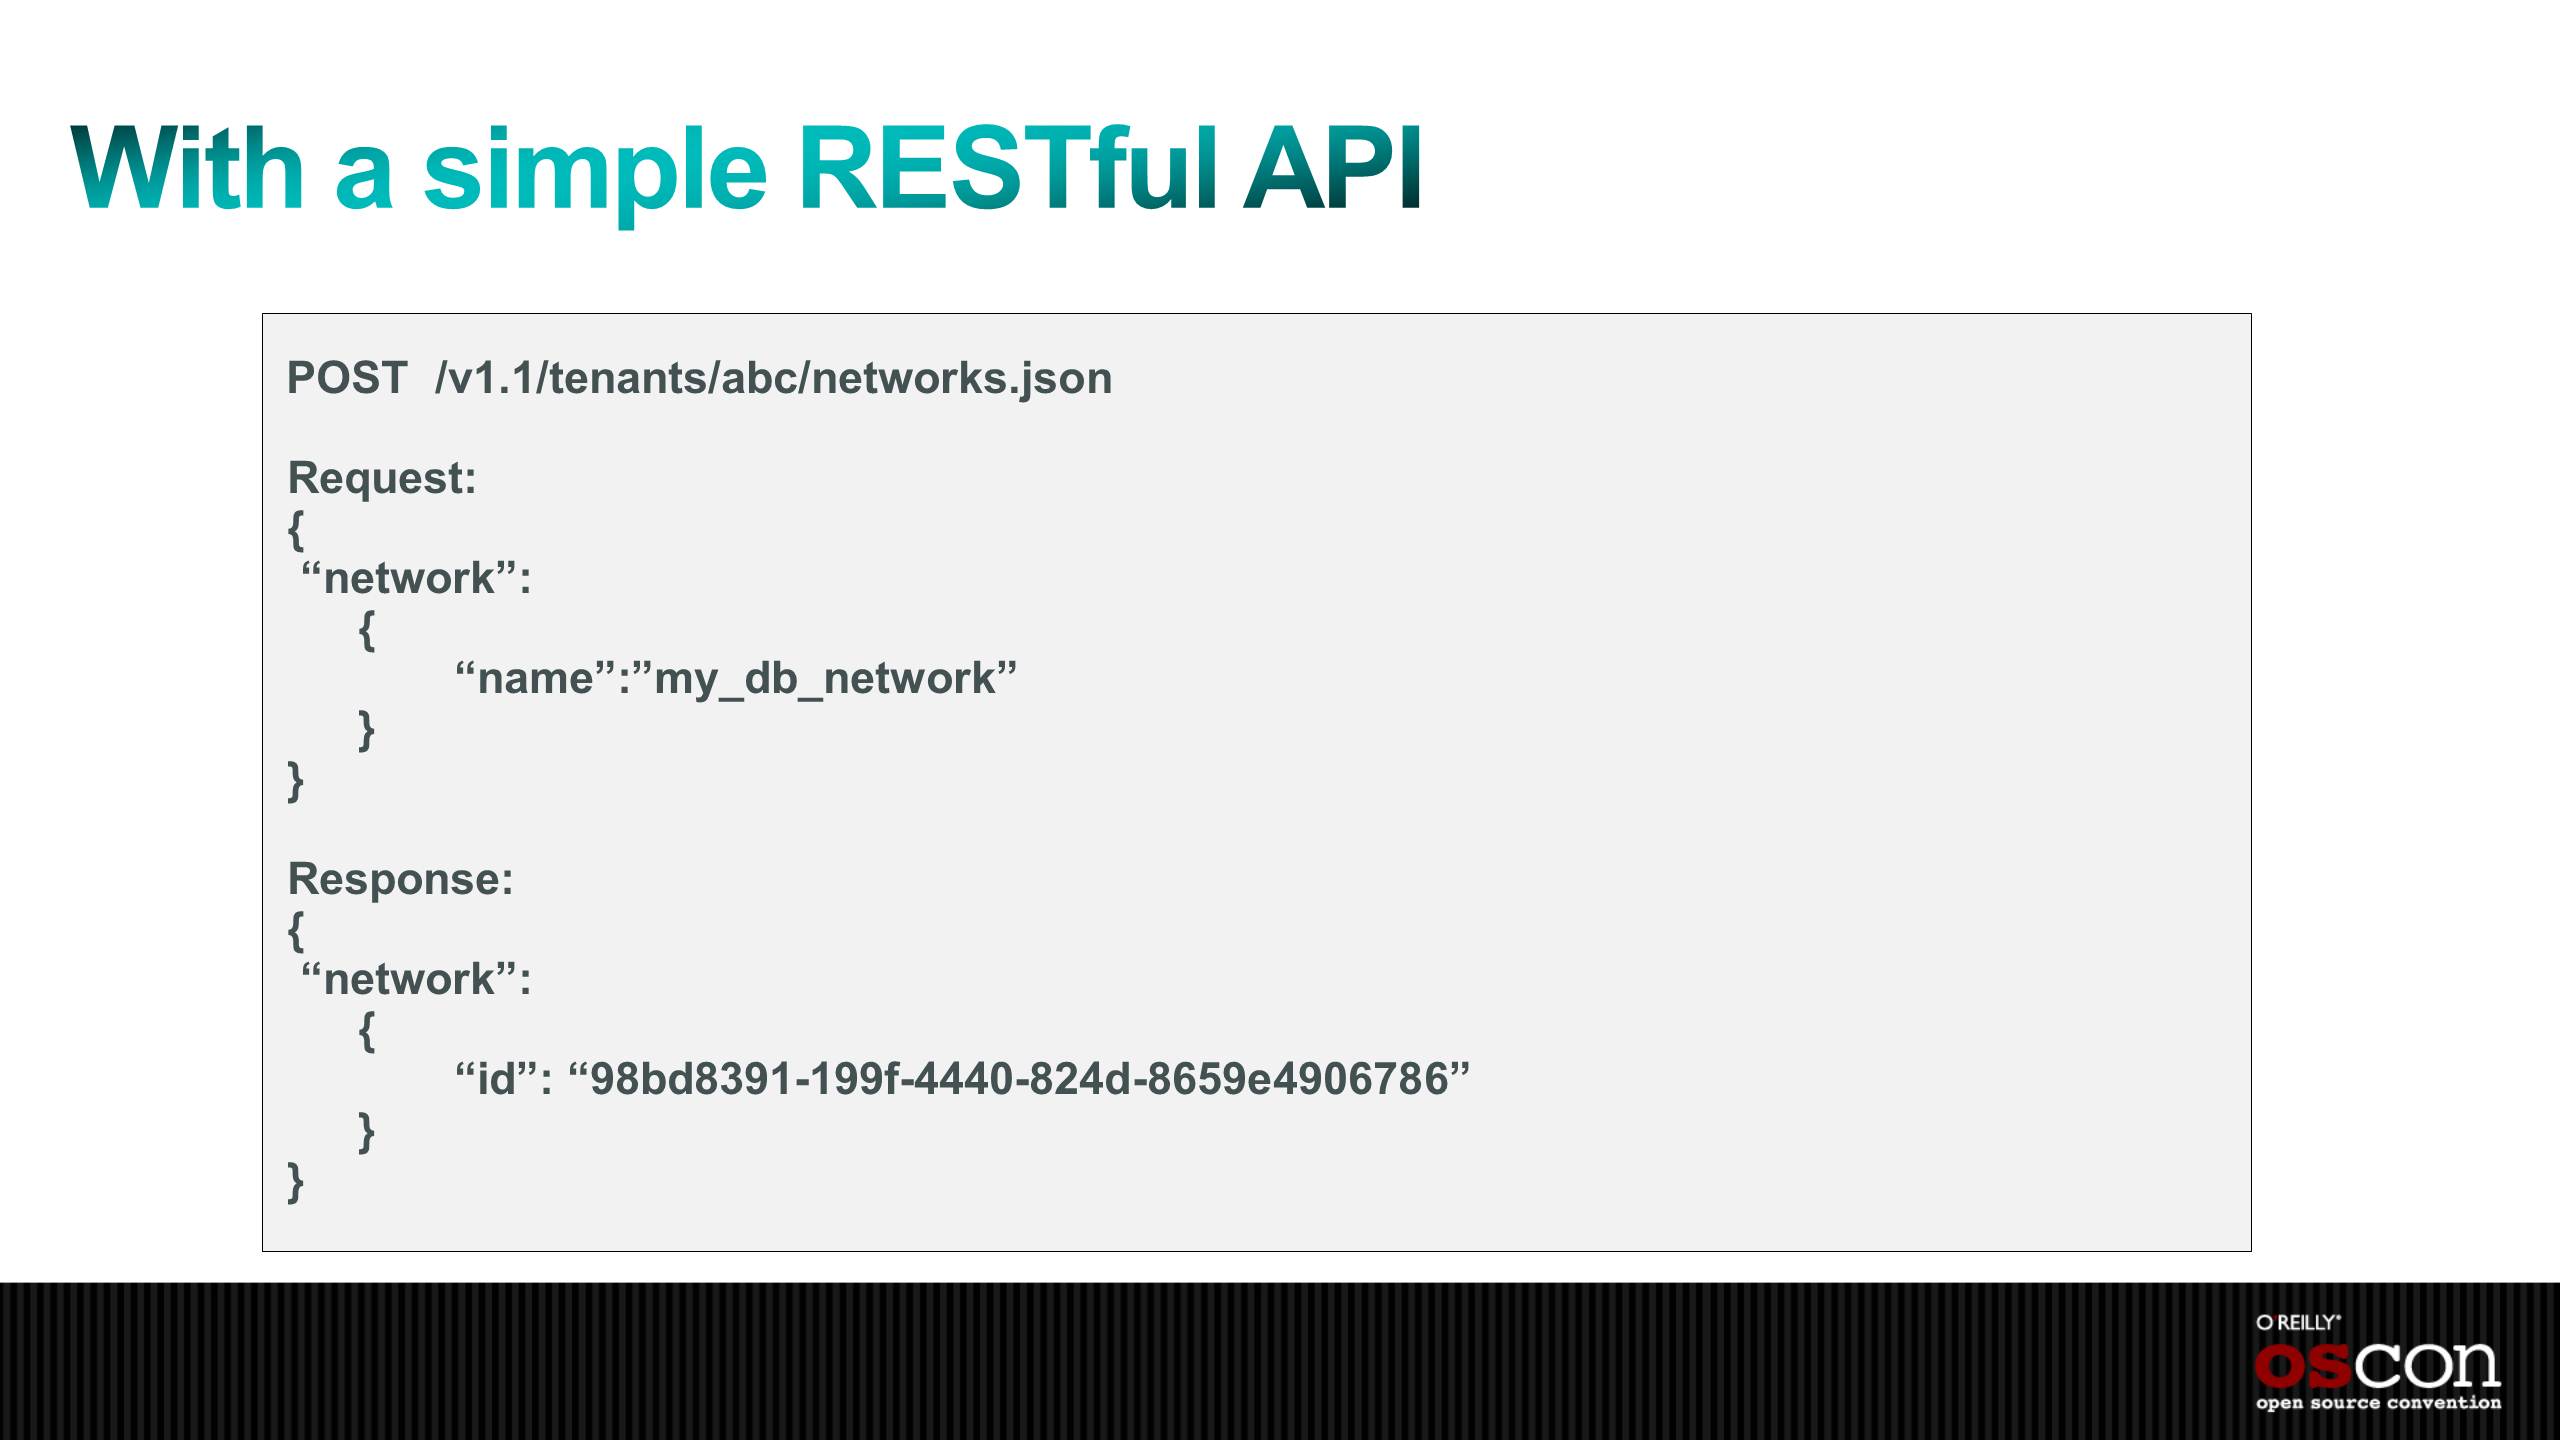 With a simple RESTful API
POST  /v1.1/tenants/abc/networks.json
Request:
{
“network”:
{
“name”:”my_db_network”
}
}
Response:
{
“network”:
{
“id”: “98bd8391-199f-4440-824d-8659e4906786”
}
}
O'REILLY®
oscon
open source convention